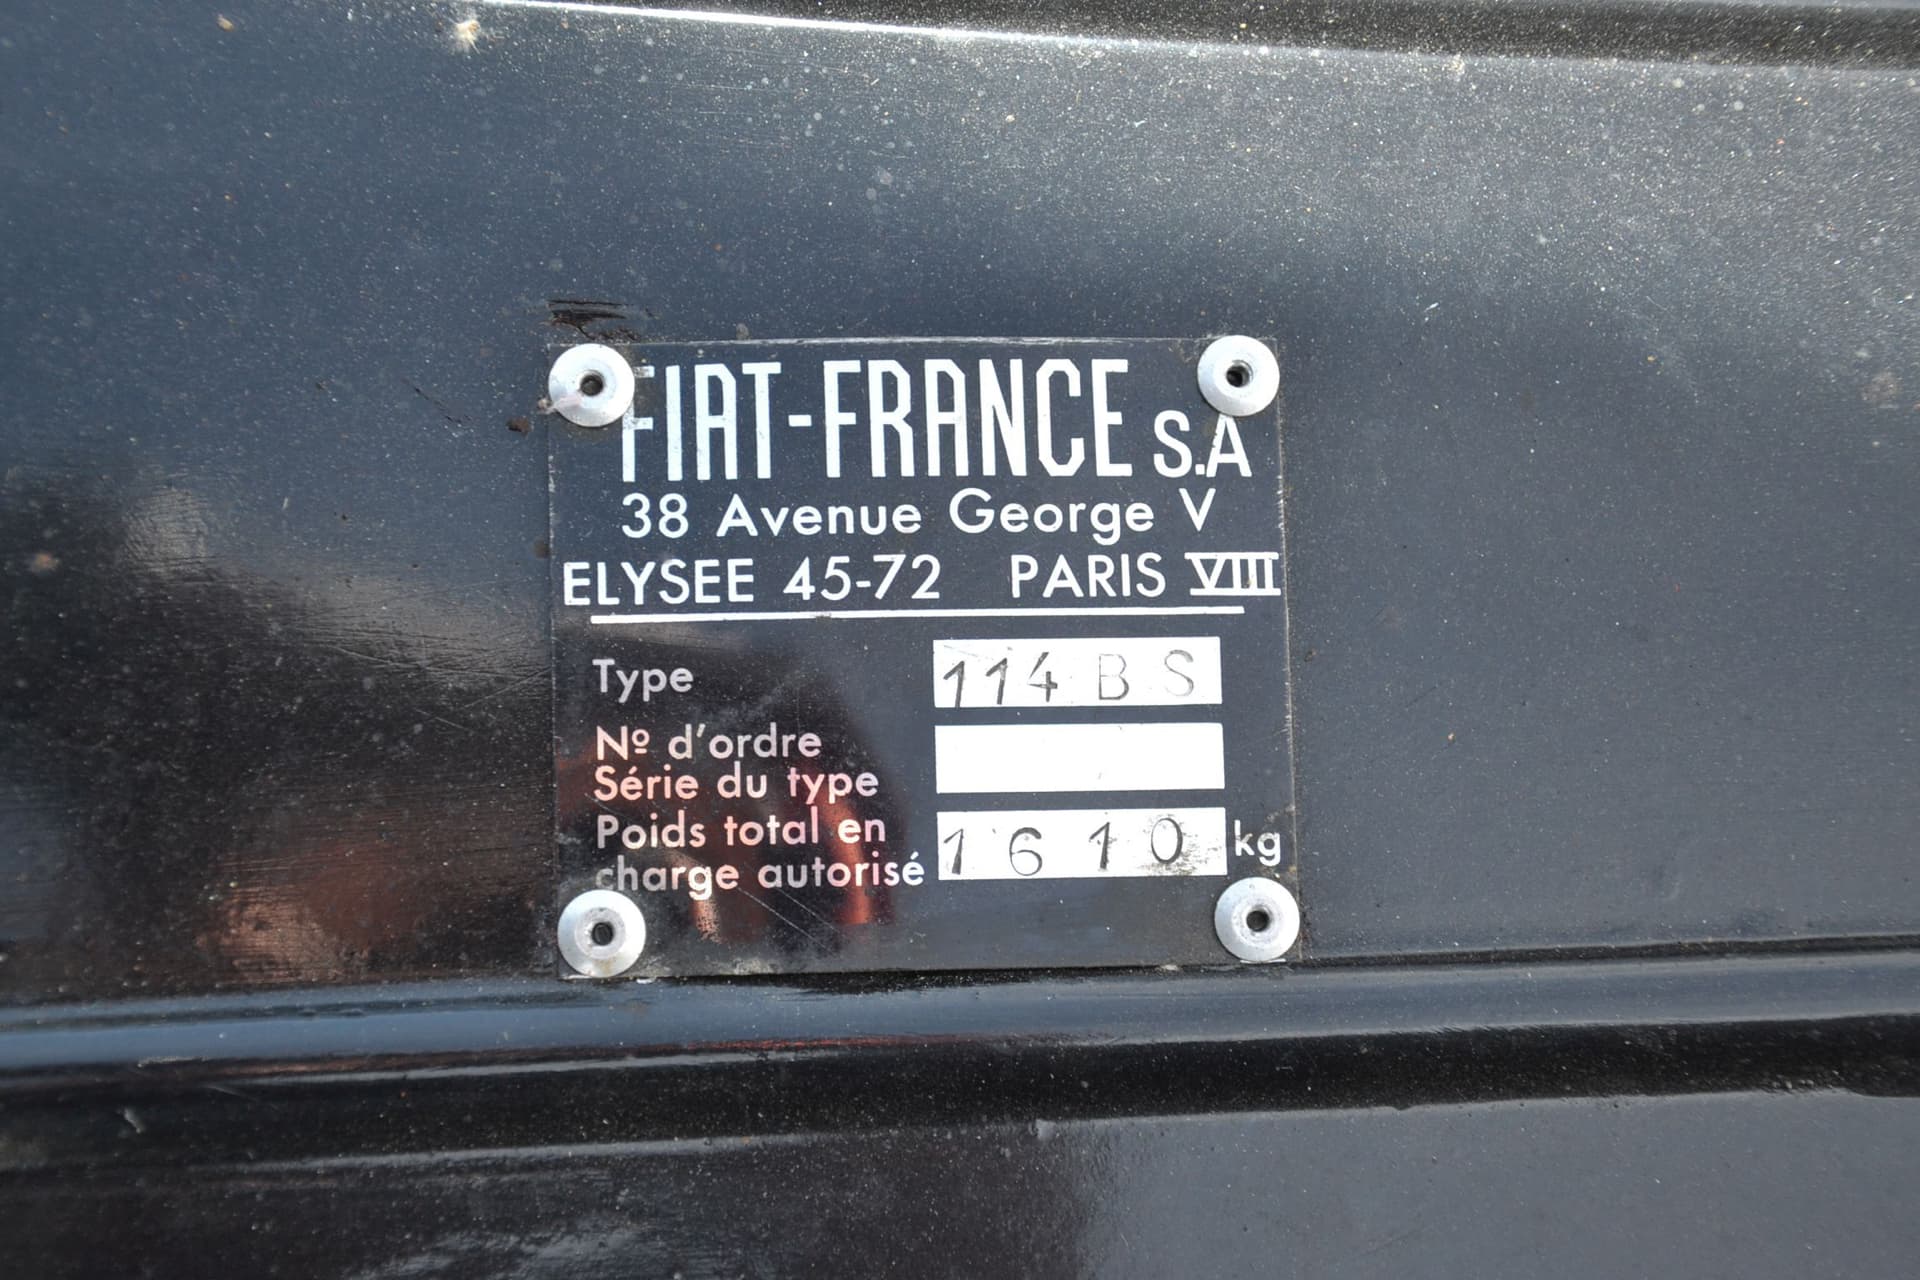 FIAT-FRANCE S.A
38 Avenue George V
ELYSEE 45-72 PARIS VIII
Type 114 B S
Nº d'ordre
Série du type
Poids total en
charge autorisé 1610 kg